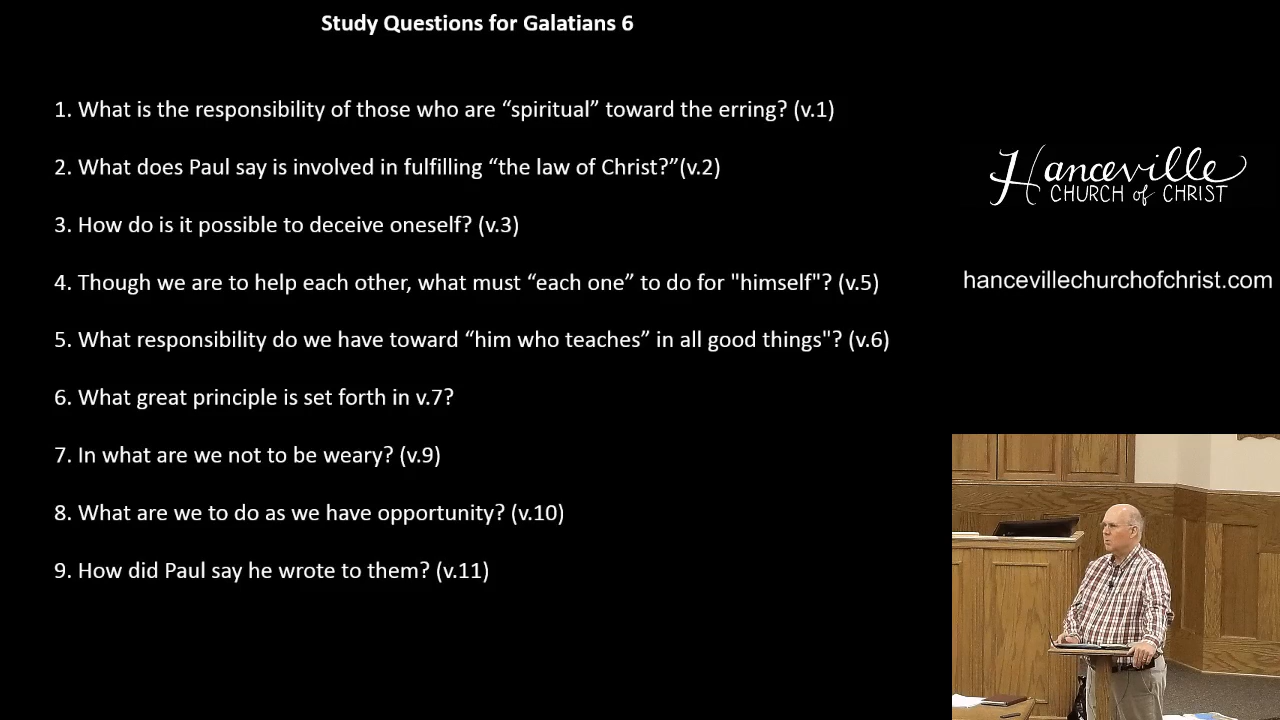 Study Questions for Galatians 6
1. What is the responsibility of those who are “spiritual” toward the erring? (v.1)
2. What does Paul say is involved in fulfilling “the law of Christ?”(v.2)
3. How do is it possible to deceive oneself? (v.3)
4. Though we are to help each other, what must “each one” to do for "himself"? (v.5)
5. What responsibility do we have toward “him who teaches” in all good things"? (v.6)
6. What great principle is set forth in v.7?
7. In what are we not to be weary? (v.9)
8. What are we to do as we have opportunity? (v.10)
9. How did Paul say he wrote to them? (v.11)
Hanceville
CHURCH of CHRIST
hancevillechurchofchrist.com